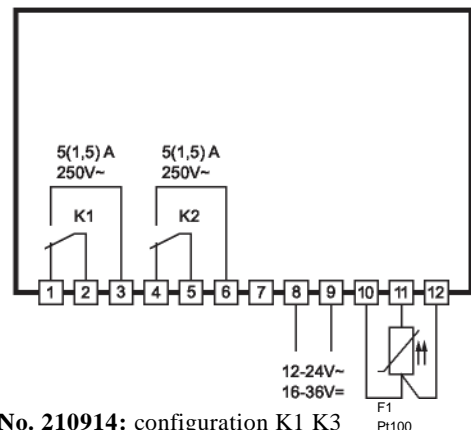 5(1,5) A 5(1,5) A
250V~ 250V~
K1 K2
1 2 3 4 5 6 7 8 9 10 11 12
12-24V~
16-36V=
F1
Pt100
No. 210914: configuration K1 K3